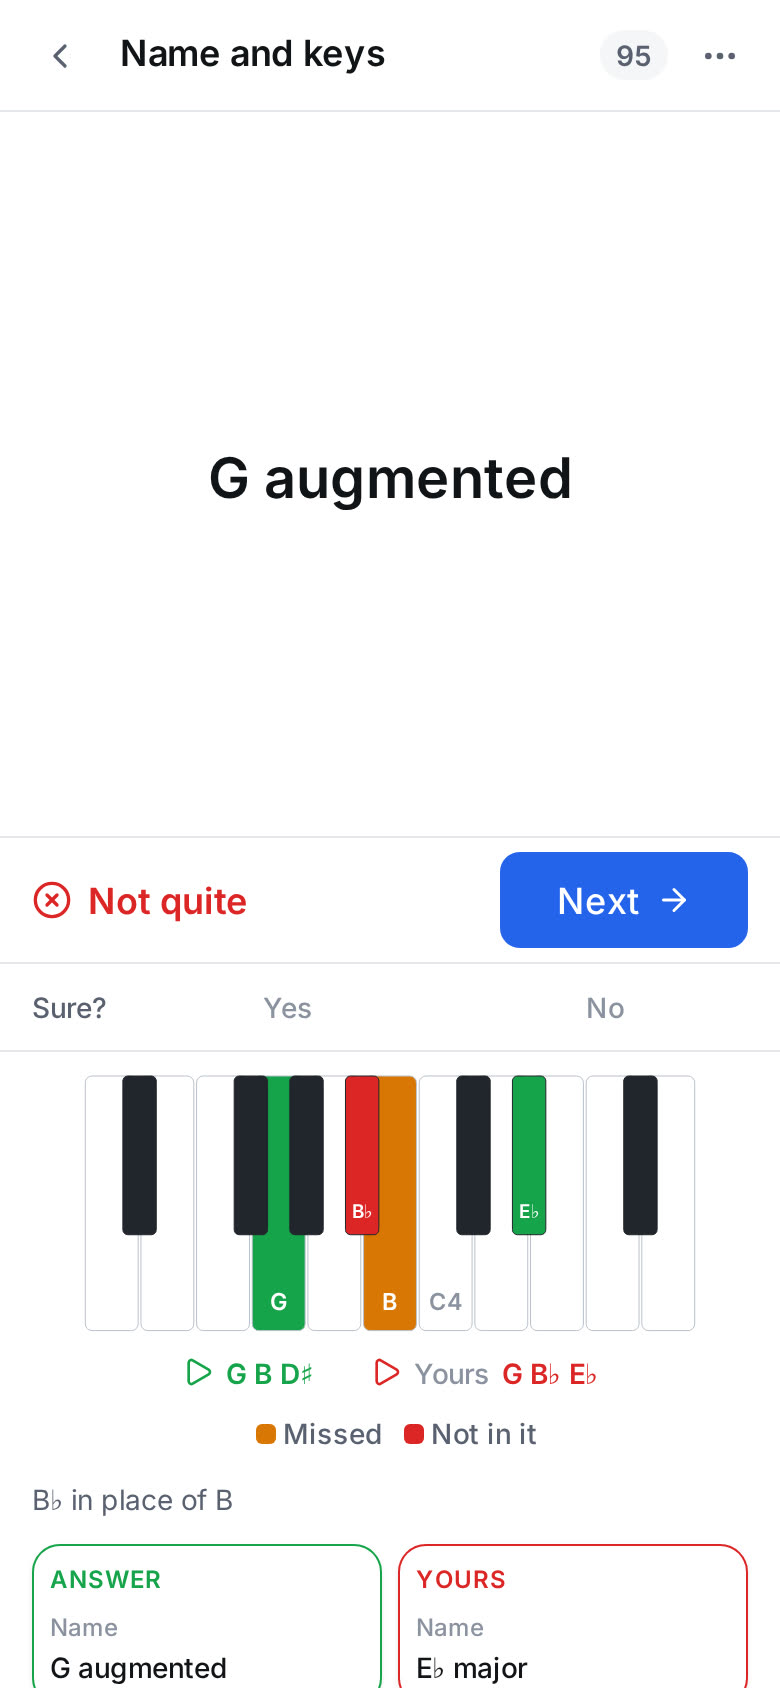 Name and keys 95
G augmented
Not quite
Next
Sure? Yes No
B♭ E♭
G B C4
G B D♯ Yours G B♭ E♭
Missed Not in it
B♭ in place of B
ANSWER
Name
G augmented
YOURS
Name
E♭ major